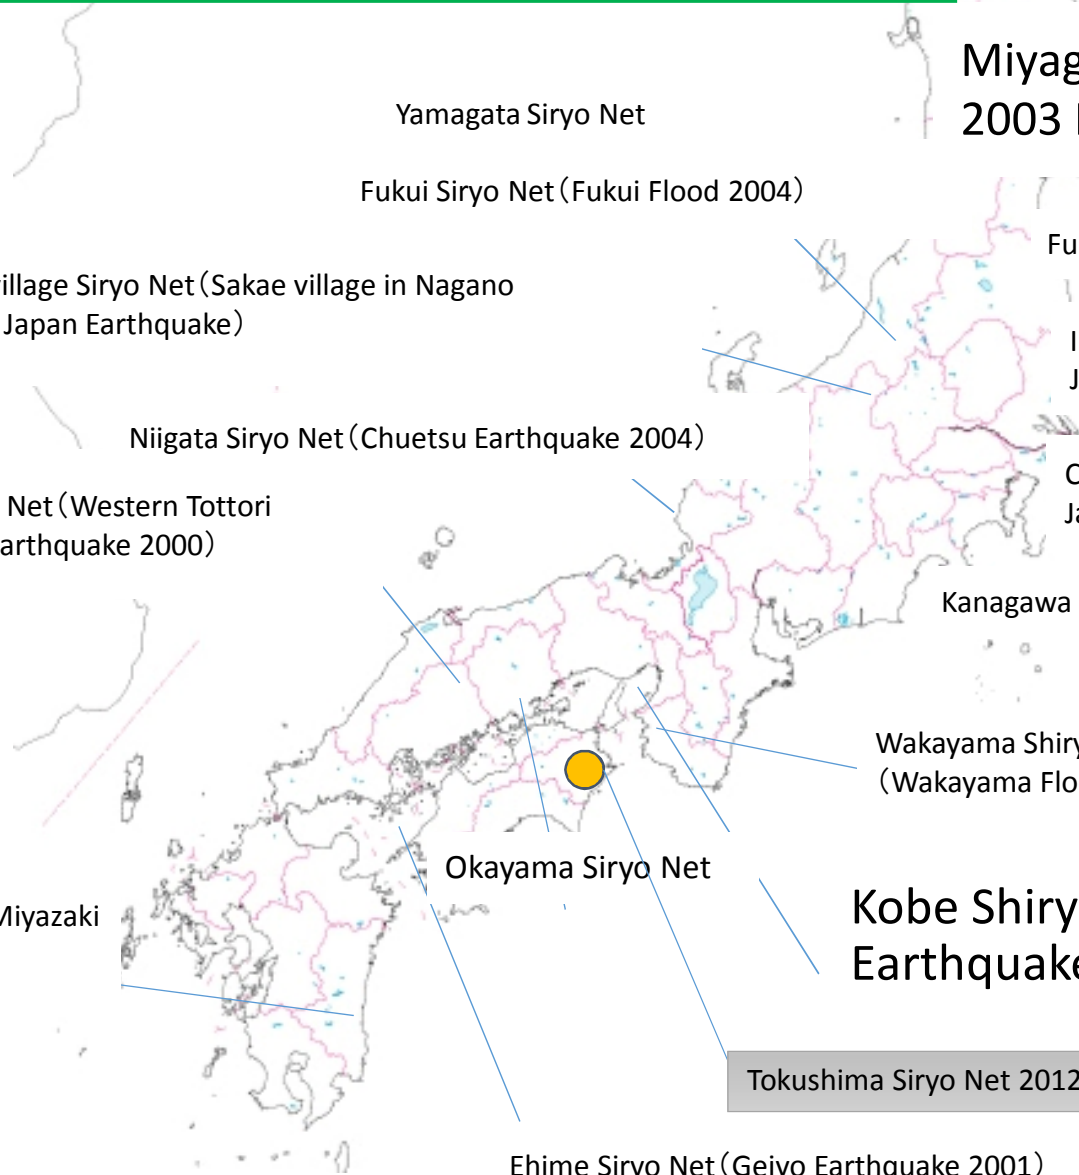 Miyag
2003
Yamagata Siryo Net
Fukui Siryo Net（Fukui Flood 2004）
Fu
illage Siryo Net（Sakae village in Nagano
Japan Earthquake）
Niigata Siryo Net（Chuetsu Earthquake 2004）
Net（Western Tottori
arthquake 2000）
Kanagawa
Wakayama Shiry
（Wakayama Flo
Okayama Siryo Net
Miyazaki
Kobe Shiry
Earthquake
Tokushima Siryo Net 2012
Ehime Siryo Net（Geiyo Earthquake 2001）